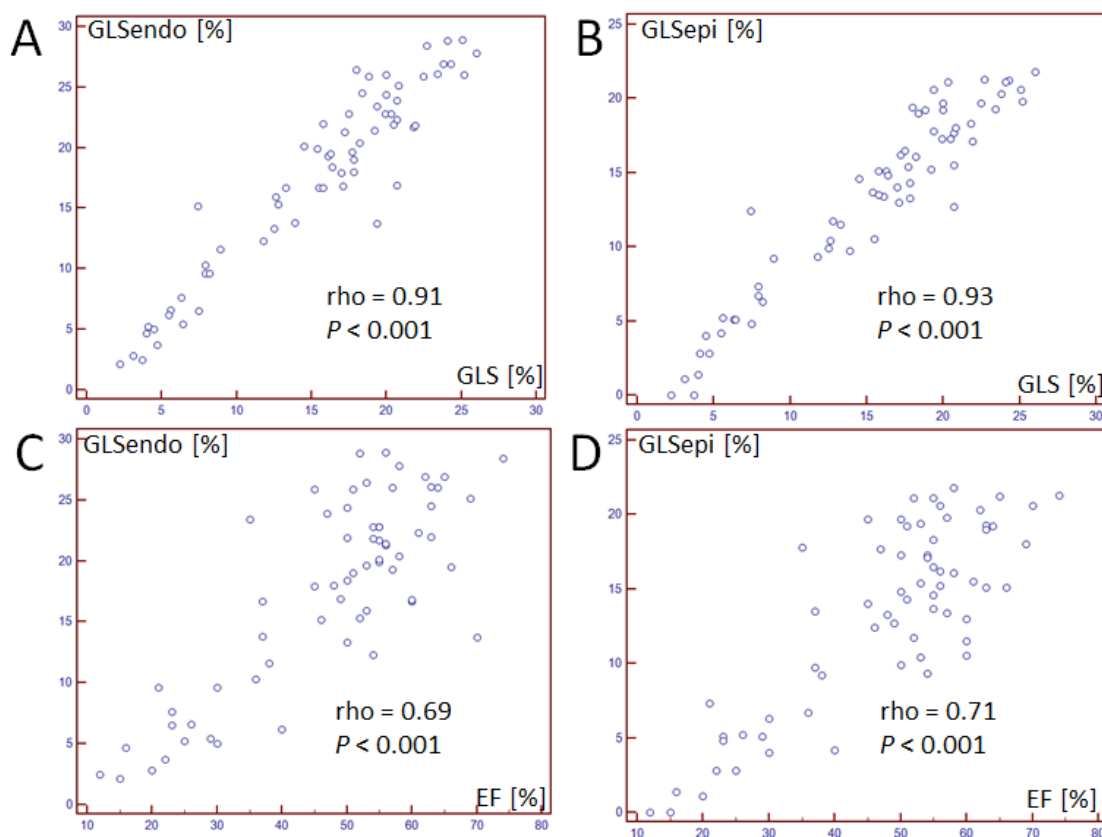 A
GLSendo [%]
30
25
20
15
10
5
0
rho = 0.91
P < 0.001
GLS [%]
0 5 10 15 20 25 30
B
GLSepi [%]
25
20
15
10
5
0
rho = 0.93
P < 0.001
GLS [%]
0 5 10 15 20 25 30
C
GLSendo [%]
30
25
20
15
10
5
0
rho = 0.69
P < 0.001
EF [%]
10 20 30 40 50 60 70 80
D
GLSepi [%]
25
20
15
10
5
0
rho = 0.71
P < 0.001
EF [%]
10 20 30 40 50 60 70 80